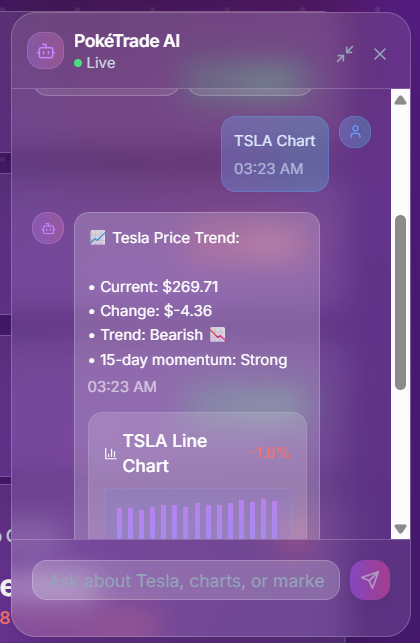 PokéTrade AI
Live
TSLA Chart
03:23 AM
Tesla Price Trend:
• Current: $269.71
• Change: $-4.36
• Trend: Bearish
• 15-day momentum: Strong
03:23 AM
TSLA Line
Chart
-1.6%
Ask about Tesla, charts, or marke